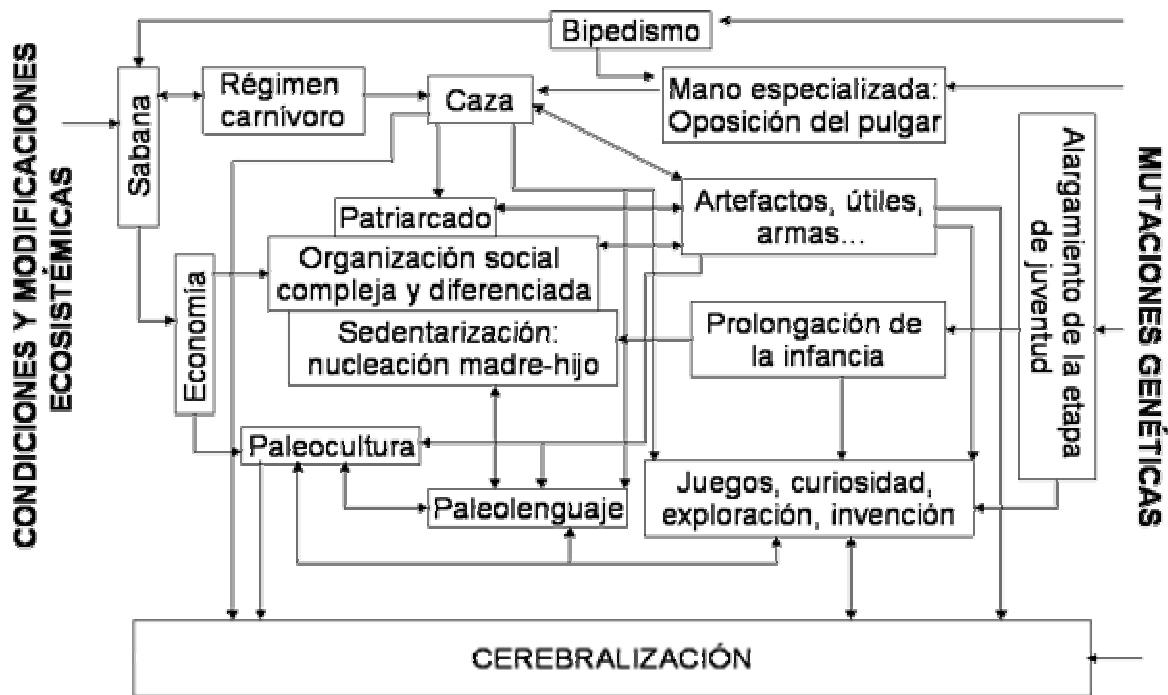 CONDICIONES Y MODIFICACIONES
ECOSISTÉMICAS
Bipedismo
Sabana
Régimen
carnívoro
Caza
Mano especializada:
Oposición del pulgar
Patriarcado
Artefactos, útiles,
armas...
Organización social
compleja y diferenciada
Economía
Sedentarización:
nucleación madre-hijo
Prolongación de
la infancia
Alargamiento de la etapa
de juventud
MUTACIONES GENÉTICAS
Paleocultura
Paleolenguaje
Juegos, curiosidad,
exploración, invención
CEREBRALIZACIÓN